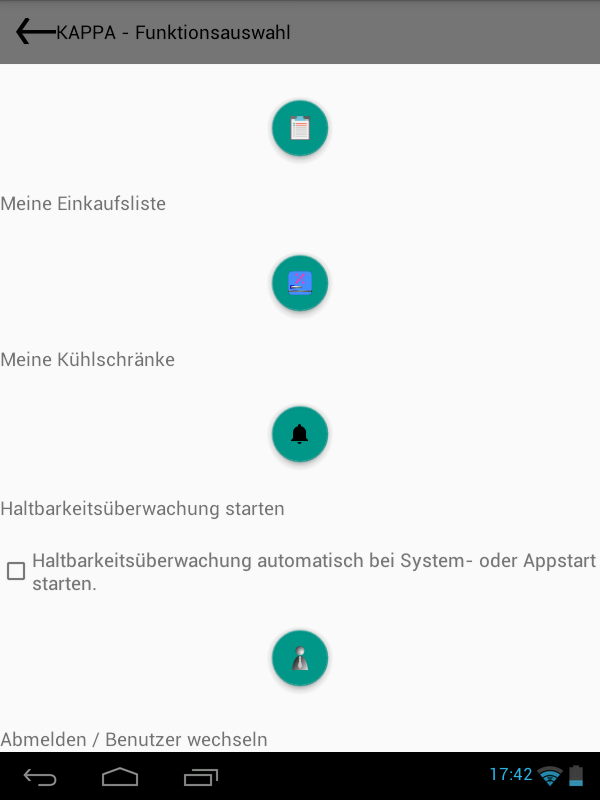 KAPPA - Funktionsauswahl
Meine Einkaufsliste
Meine Kühlschränke
Haltbarkeitsüberwachung starten
Haltbarkeitsüberwachung automatisch bei System- oder Appstart
starten.
Abmelden / Benutzer wechseln
17:42